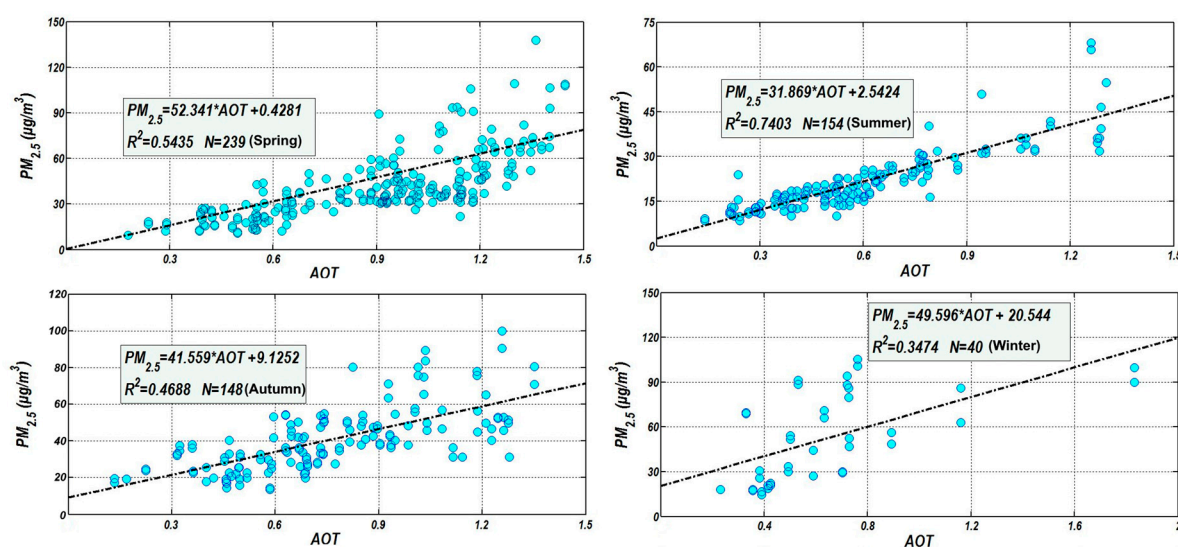 150
120
90
60
30
0
0.3
0.6
0.9
1.2
1.5
PM2.5 (μg/m³)
AOT
PM2.5=52.341*AOT+0.4281
R²=0.5435 N=239(Spring)
75
60
45
30
15
0
0.3
0.6
0.9
1.2
1.5
PM2.5 (μg/m³)
AOT
PM2.5=31.869*AOT+2.5424
R²=0.7403 N=154(Summer)
120
100
80
60
40
20
0
0.3
0.6
0.9
1.2
1.5
PM2.5 (μg/m³)
AOT
PM2.5=41.559*AOT+9.1252
R²=0.4688 N=148(Autumn)
150
120
90
60
30
0
0.4
0.8
1.2
1.6
2
PM2.5 (μg/m³)
AOT
PM2.5=49.596*AOT+ 20.544
R²=0.3474 N=40 (Winter)